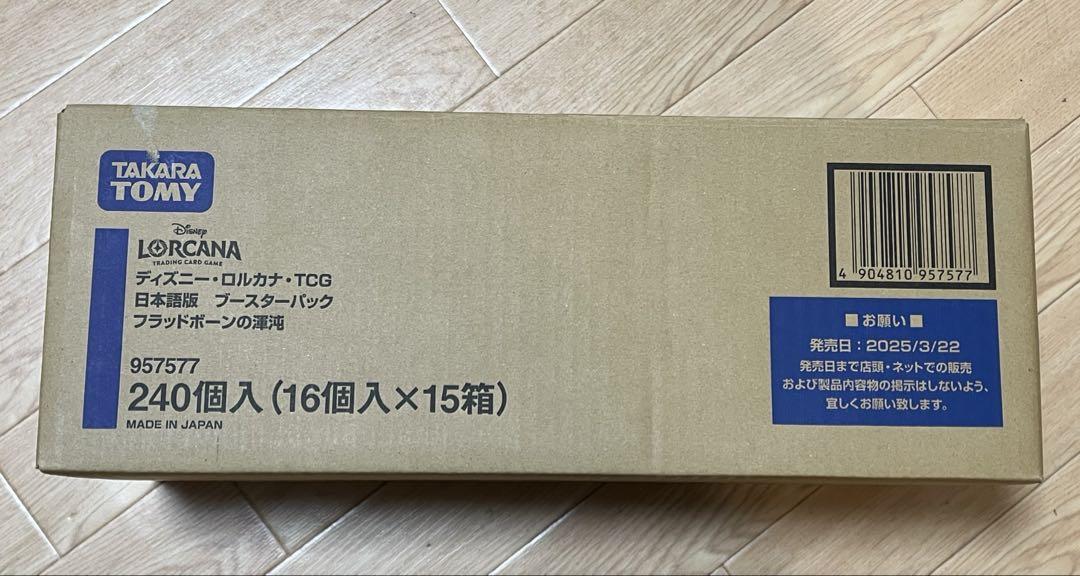 TAKARA
TOMY
Disney
LORCANA
TRADING CARD GAME
ディズニー・ロルカナ・TCG
日本語版　ブースターパック
フラッドボーンの渾沌
957577
240個入（16個入×15箱）
MADE IN JAPAN
4 904810 957577
■お願い■
発売日：2025/3/22
発売日まで店頭・ネットでの販売
および製品内容物の掲示はしないよう、
宜しくお願い致します。